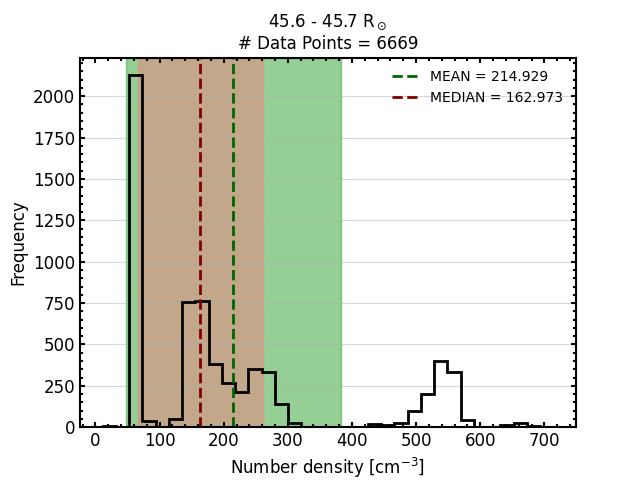 45.6 - 45.7 R⊙
# Data Points = 6669
MEAN = 214.929
MEDIAN = 162.973
Frequency
2000
1750
1500
1250
1000
750
500
250
0
0 100 200 300 400 500 600 700
Number density [cm⁻³]